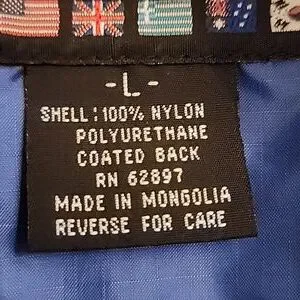 -L-
SHELL:100% NYLON
POLYURETHANE
COATED BACK
RN 62897
MADE IN MONGOLIA
REVERSE FOR CARE